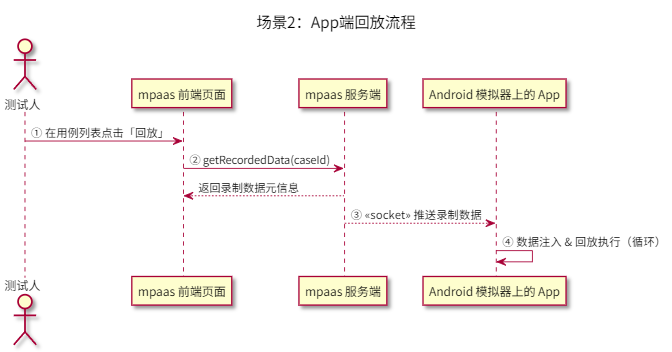 场景2：App端回放流程
mpaas 前端页面
mpaas 服务端
Android 模拟器上的 App
测试人
① 在用例列表点击「回放」
② getRecordedData(caseId)
返回录制数据元信息
③ «socket» 推送录制数据
④ 数据注入 & 回放执行（循环）
测试人
mpaas 前端页面
mpaas 服务端
Android 模拟器上的 App